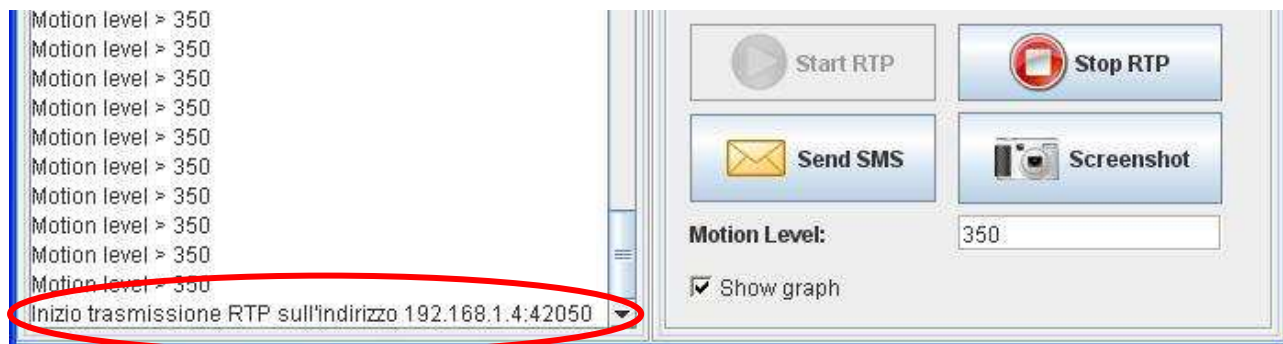 Motion level > 350
Motion level > 350
Motion level > 350
Motion level > 350
Motion level > 350
Motion level > 350
Motion level > 350
Motion level > 350
Motion level > 350
Motion level > 350
Inizio trasmissione RTP sull'indirizzo 192.168.1.4:42050
Start RTP
Stop RTP
Send SMS
Screenshot
Motion Level: 350
Show graph